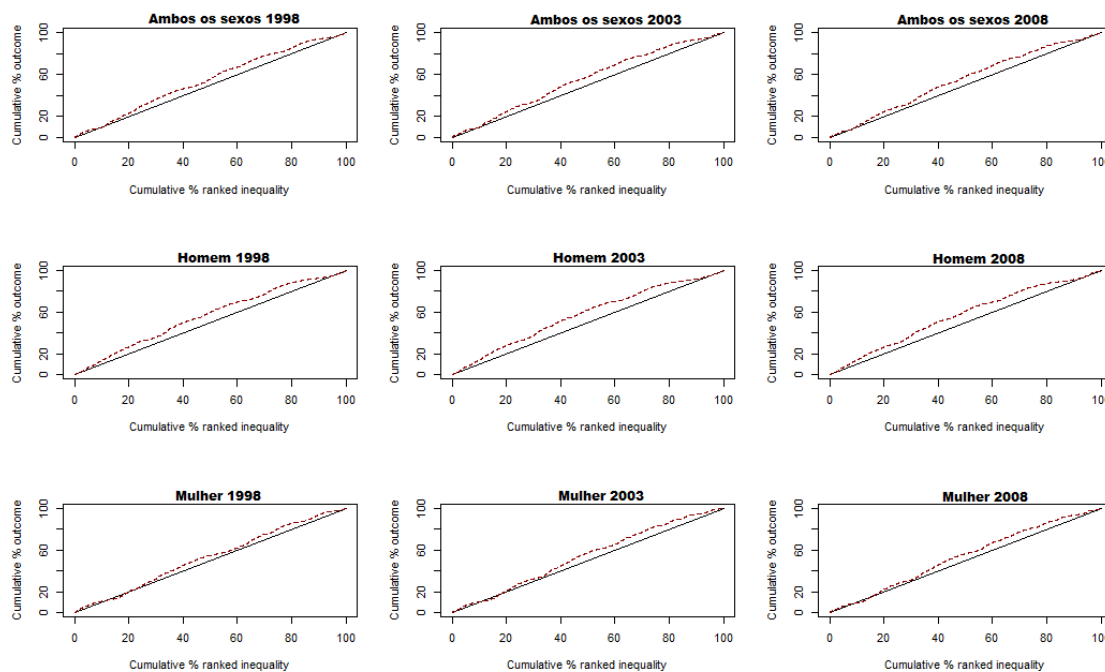 Ambos os sexos 1998
Cumulative % outcome
0 20 60 100
0 20 40 60 80 100
Cumulative % ranked inequality
Ambos os sexos 2003
Cumulative % outcome
0 20 60 100
0 20 40 60 80 100
Cumulative % ranked inequality
Ambos os sexos 2008
Cumulative % outcome
0 20 60 100
0 20 40 60 80 100
Cumulative % ranked inequality
Homem 1998
Cumulative % outcome
0 20 60 100
0 20 40 60 80 100
Cumulative % ranked inequality
Homem 2003
Cumulative % outcome
0 20 60 100
0 20 40 60 80 100
Cumulative % ranked inequality
Homem 2008
Cumulative % outcome
0 20 60 100
0 20 40 60 80 100
Cumulative % ranked inequality
Mulher 1998
Cumulative % outcome
0 20 60 100
0 20 40 60 80 100
Cumulative % ranked inequality
Mulher 2003
Cumulative % outcome
0 20 60 100
0 20 40 60 80 100
Cumulative % ranked inequality
Mulher 2008
Cumulative % outcome
0 20 60 100
0 20 40 60 80 100
Cumulative % ranked inequality